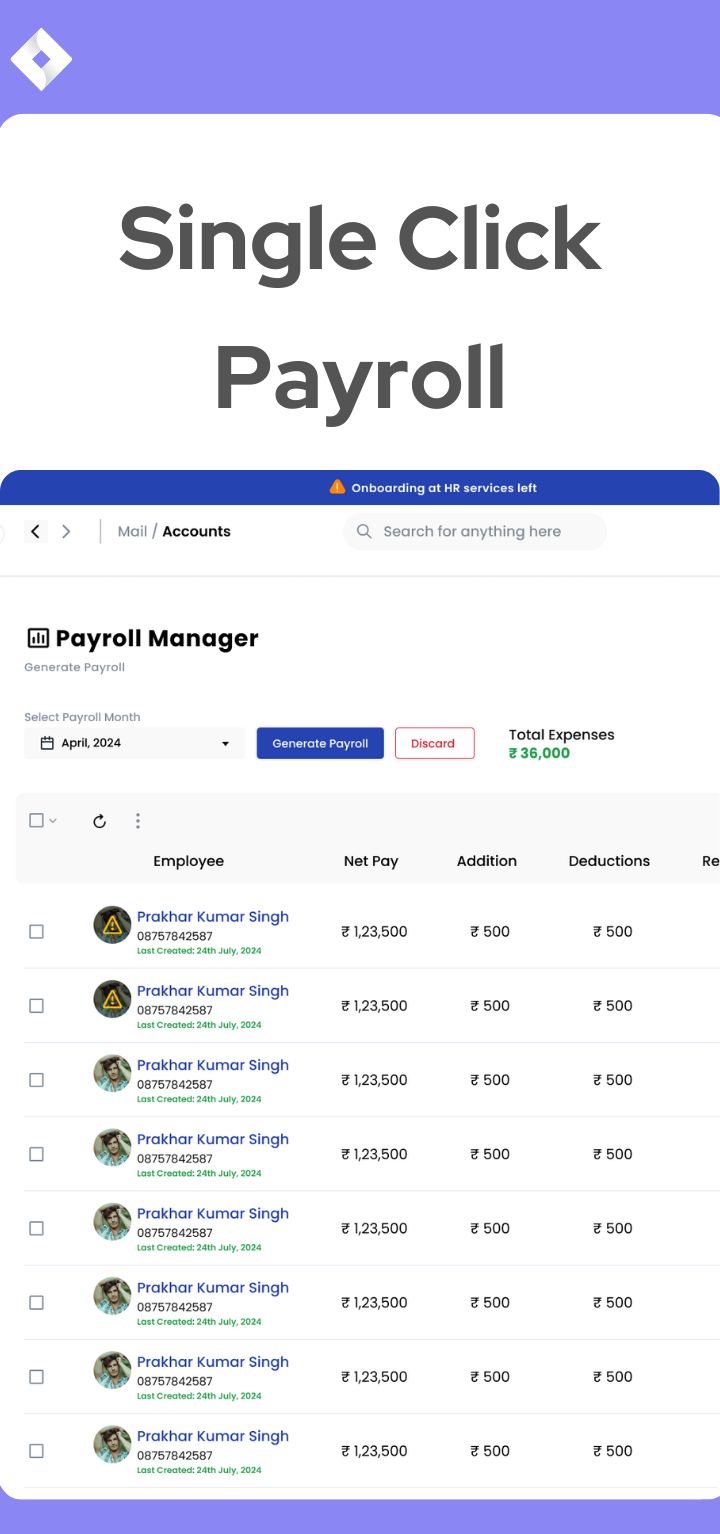 Single Click
Payroll
Onboarding at HR services left
Mail / Accounts
Search for anything here
Payroll Manager
Generate Payroll
Select Payroll Month
April, 2024
Generate Payroll
Discard
Total Expenses
₹ 36,000
Employee Net Pay Addition Deductions Re
Prakhar Kumar Singh
08757842587
Last Created: 24th July, 2024
₹ 1,23,500 ₹ 500 ₹ 500
Prakhar Kumar Singh
08757842587
Last Created: 24th July, 2024
₹ 1,23,500 ₹ 500 ₹ 500
Prakhar Kumar Singh
08757842587
Last Created: 24th July, 2024
₹ 1,23,500 ₹ 500 ₹ 500
Prakhar Kumar Singh
08757842587
Last Created: 24th July, 2024
₹ 1,23,500 ₹ 500 ₹ 500
Prakhar Kumar Singh
08757842587
Last Created: 24th July, 2024
₹ 1,23,500 ₹ 500 ₹ 500
Prakhar Kumar Singh
08757842587
Last Created: 24th July, 2024
₹ 1,23,500 ₹ 500 ₹ 500
Prakhar Kumar Singh
08757842587
Last Created: 24th July, 2024
₹ 1,23,500 ₹ 500 ₹ 500
Prakhar Kumar Singh
08757842587
Last Created: 24th July, 2024
₹ 1,23,500 ₹ 500 ₹ 500